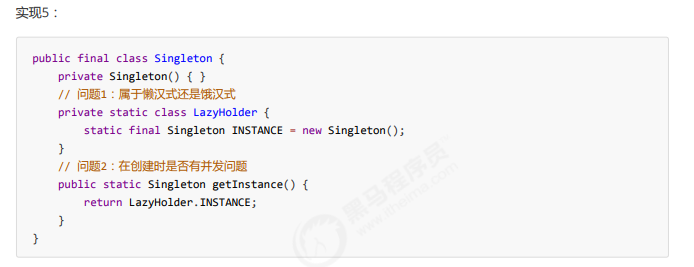 实现5：
public final class Singleton {
    private Singleton() { }
    // 问题1：属于懒汉式还是饿汉式
    private static class LazyHolder {
        static final Singleton INSTANCE = new Singleton();
    }
    // 问题2：在创建时是否有并发问题
    public static Singleton getInstance() {
        return LazyHolder.INSTANCE;
    }
}
黑马程序员
www.itheima.com